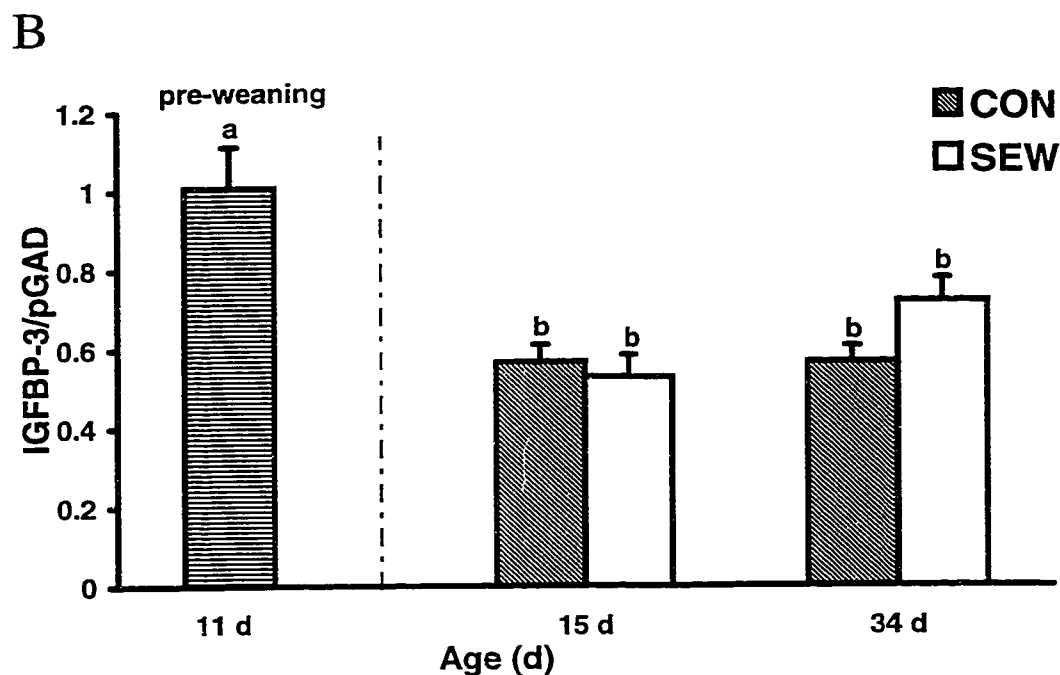 B
pre-weaning
CON
SEW
1.2
1
0.8
0.6
0.4
0.2
0
IGFBP-3/pGAD
a
b
b
b
b
11 d
15 d
34 d
Age (d)